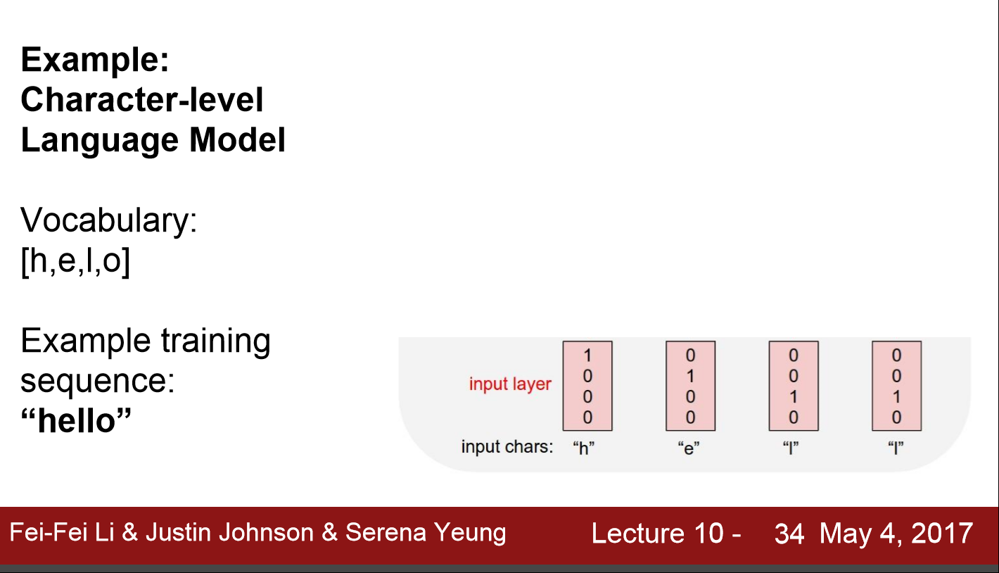 Example:
Character-level
Language Model
Vocabulary:
[h,e,l,o]
Example training
sequence:
“hello”
input layer
1 0 0 0
0 1 0 0
0 0 1 1
0 0 0 0
input chars: “h” “e” “l” “l”
Fei-Fei Li & Justin Johnson & Serena Yeung Lecture 10 - 34 May 4, 2017